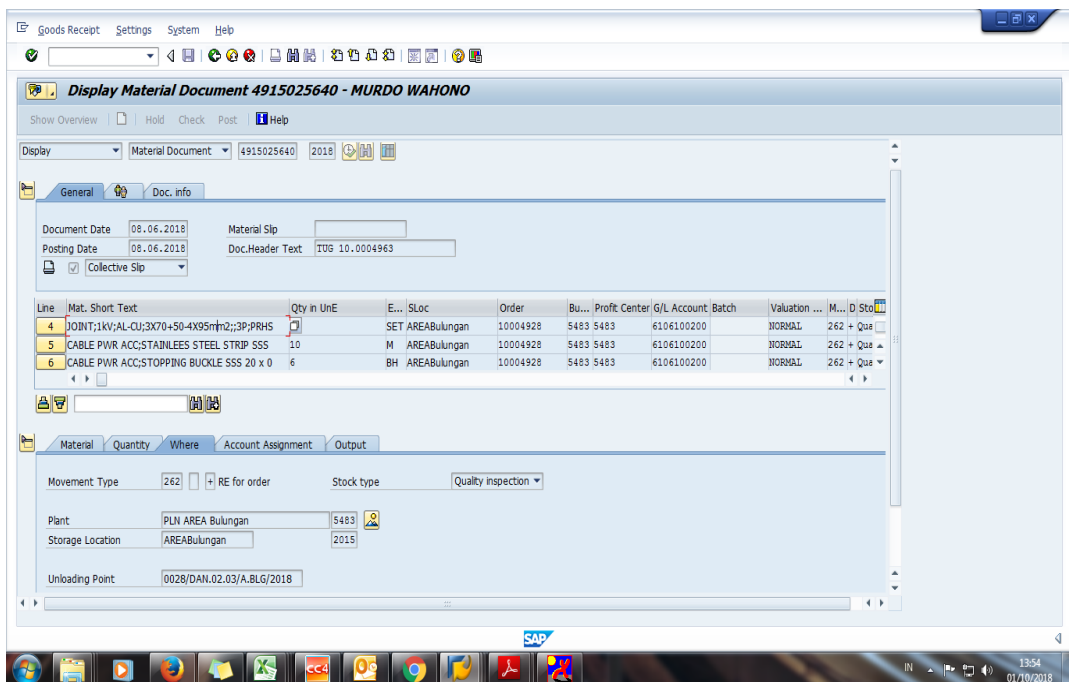 Goods Receipt Settings System Help
Display Material Document 4915025640 - MURDO WAHONO
Show Overview Hold Check Post Help
Display Material Document 4915025640 2018
General Doc. info
Document Date 08.06.2018 Material Slip
Posting Date 08.06.2018 Doc.Header Text TUG 10.0004963
Collective Slip
Line Mat. Short Text Qty in UnE E... SLoc Order Bu... Profit Center G/L Account Batch Valuation ... M... D Sto
4 JOINT;1kV;AL-CU;3X70+50-4X95mm2;;3P;PRHS SET AREABulungan 10004928 5483 5483 6106100200 NORMAL 262 + Qua
5 CABLE PWR ACC;STAINLEES STEEL STRIP SSS 10 M AREABulungan 10004928 5483 5483 6106100200 NORMAL 262 + Qua
6 CABLE PWR ACC;STOPPING BUCKLE SSS 20 x 0 6 BH AREABulungan 10004928 5483 5483 6106100200 NORMAL 262 + Qua
Material Quantity Where Account Assignment Output
Movement Type 262 + RE for order Stock type Quality inspection
Plant PLN AREA Bulungan 5483
Storage Location AREABulungan 2015
Unloading Point 0028/DAN.02.03/A.BLG/2018
SAP
CC4
IN 13:54
01/10/2018